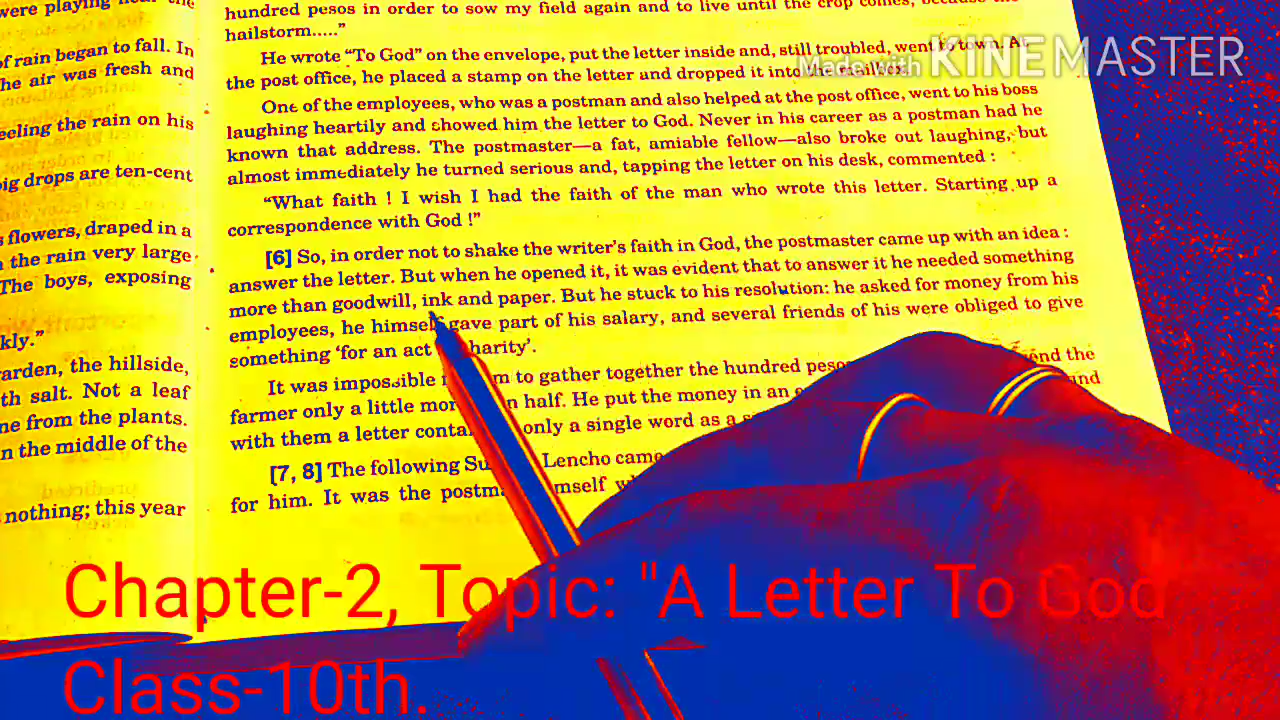 were playing near the
of rain began to fall. In
he air was fresh and
eeling the rain on his
big drops are ten-cent
s flowers, draped in a
n the rain very large
The boys, exposing
kly.”
arden, the hillside,
th salt. Not a leaf
ne from the plants.
n the middle of the
nothing; this year
hundred pesos in order to sow my field again and to live until the crop comes, because the
hailstorm.....”
He wrote “To God” on the envelope, put the letter inside and, still troubled, went to town. At
the post office, he placed a stamp on the letter and dropped it into the mailbox.
One of the employees, who was a postman and also helped at the post office, went to his boss
laughing heartily and showed him the letter to God. Never in his career as a postman had he
known that address. The postmaster—a fat, amiable fellow—also broke out laughing, but
almost immediately he turned serious and, tapping the letter on his desk, commented :
“What faith ! I wish I had the faith of the man who wrote this letter. Starting up a
correspondence with God !”
[6] So, in order not to shake the writer’s faith in God, the postmaster came up with an idea :
answer the letter. But when he opened it, it was evident that to answer it he needed something
more than goodwill, ink and paper. But he stuck to his resolution: he asked for money from his
employees, he himself gave part of his salary, and several friends of his were obliged to give
something ‘for an act harity’.
It was impossible m to gather together the hundred peso end the
farmer only a little mor n half. He put the money in an and
with them a letter conta only a single word as a
[7, 8] The following Su Lencho came
for him. It was the postma mself
Made with KINEMASTER
Chapter-2, Topic: "A Letter To God
Class-10th.